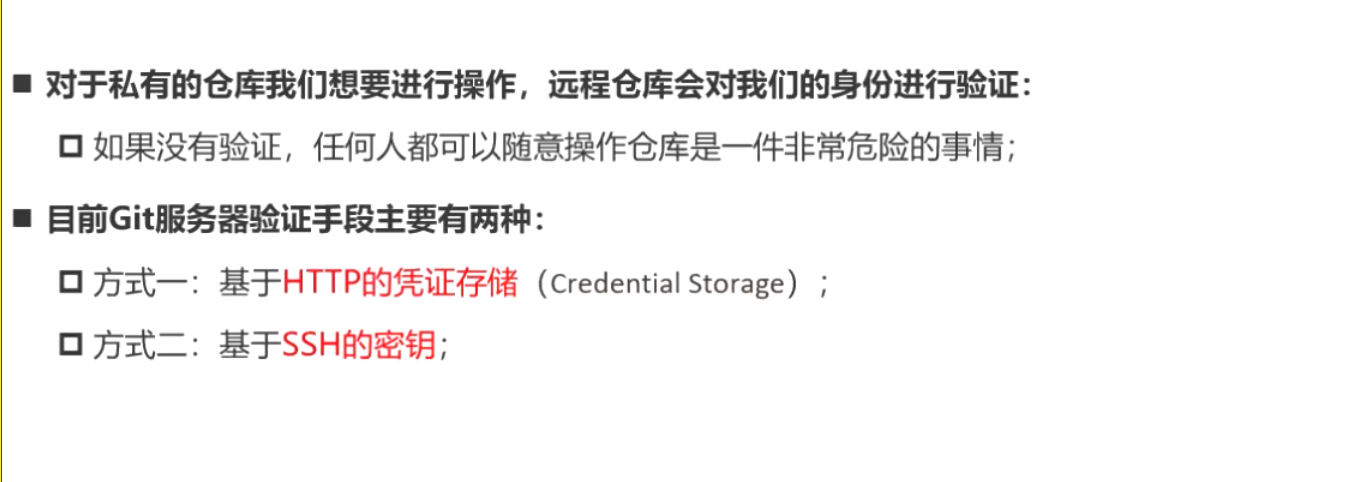 ■ 对于私有的仓库我们想要进行操作，远程仓库会对我们的身份进行验证：
□ 如果没有验证，任何人都可以随意操作仓库是一件非常危险的事情；
■ 目前Git服务器验证手段主要有两种：
□ 方式一：基于HTTP的凭证存储（Credential Storage）；
□ 方式二：基于SSH的密钥；